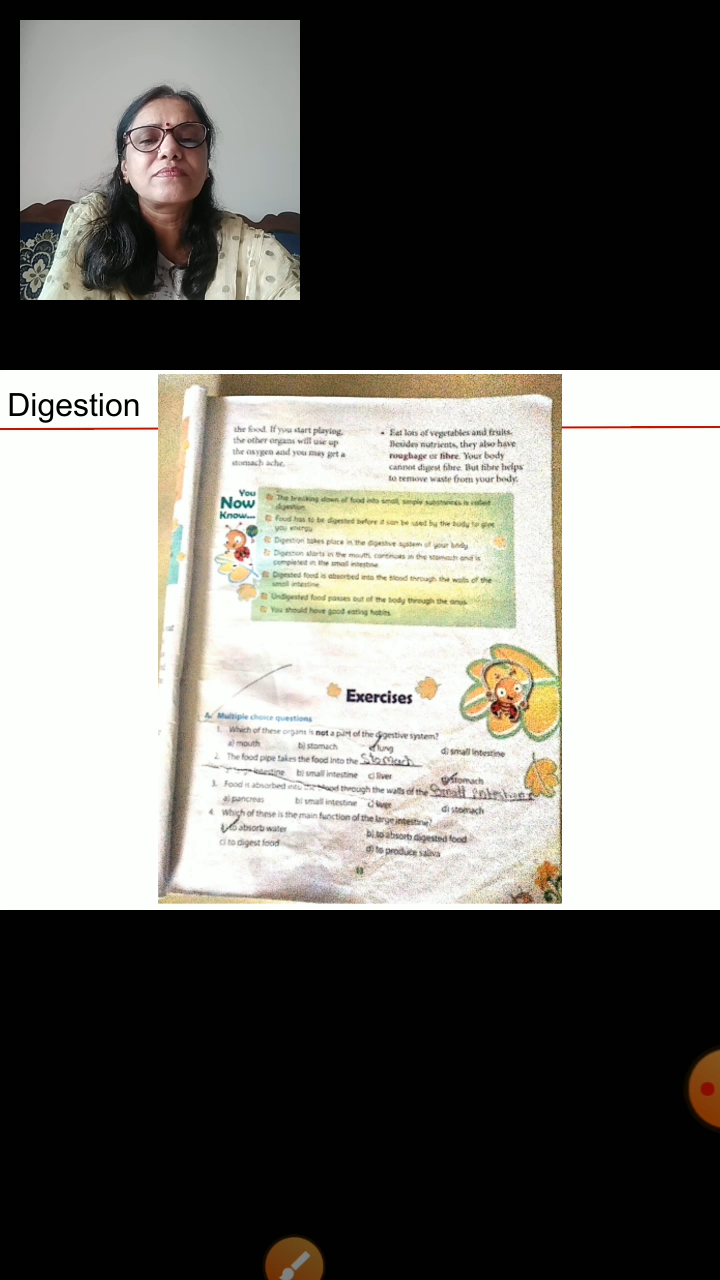 Digestion
the food. If you start playing,
the other organs will use up
the oxygen and you may get a
stomach ache.
• Eat lots of vegetables and fruits.
Besides nutrients, they also have
roughage or fibre. Your body
cannot digest fibre. But fibre helps
to remove waste from your body.
You
Now
Know...
The breaking down of food into small, simple substances is called
digestion.
Food has to be digested before it can be used by the body to give
you energy.
Digestion takes place in the digestive system of your body.
Digestion starts in the mouth, continues in the stomach and is
completed in the small intestine.
Digested food is absorbed into the blood through the walls of the
small intestine.
Undigested food passes out of the body through the anus.
You should have good eating habits.
Exercises
A. Multiple choice questions
1. Which of these organs is not a part of the digestive system?
a) mouth b) stomach c) lung d) small intestine
2. The food pipe takes the food into the Stomach
intestine b) small intestine c) liver d) stomach
3. Food is absorbed into the blood through the walls of the Small intestine
a) pancreas b) small intestine c) liver d) stomach
4. Which of these is the main function of the large intestine?
a) to absorb water b) to absorb digested food
c) to digest food d) to produce saliva
13